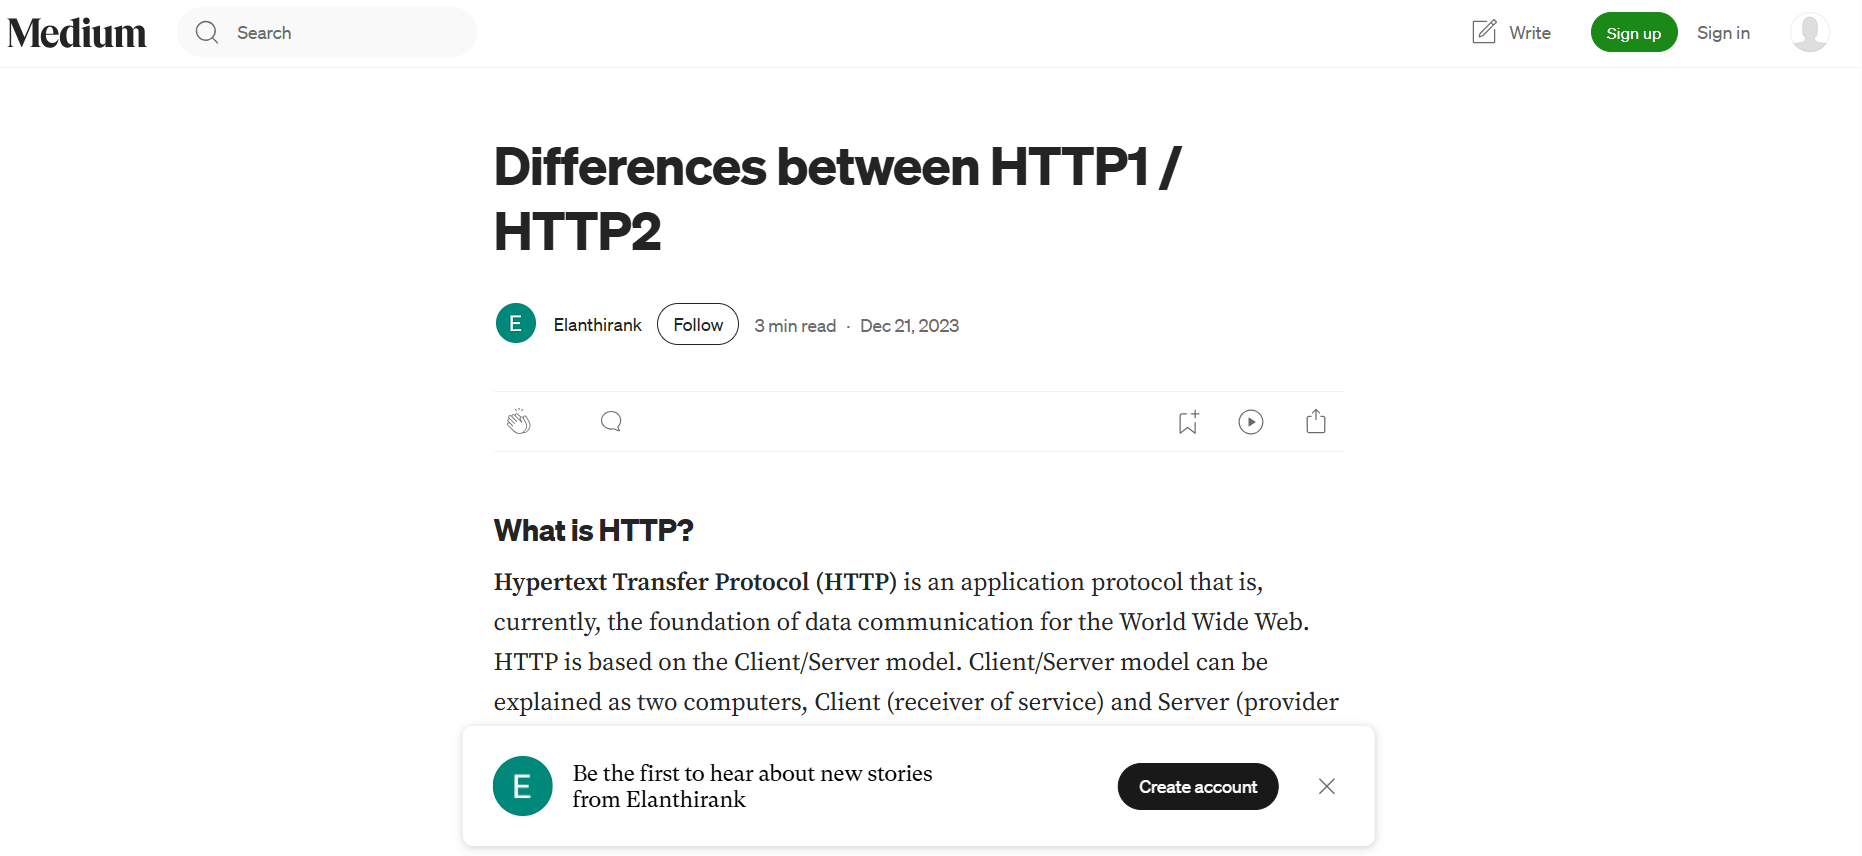 Medium
Search
Write
Sign up
Sign in
Differences between HTTP1 /
HTTP2
E
Elanthirank
Follow
3 min read · Dec 21, 2023
What is HTTP?
Hypertext Transfer Protocol (HTTP) is an application protocol that is,
currently, the foundation of data communication for the World Wide Web.
HTTP is based on the Client/Server model. Client/Server model can be
explained as two computers, Client (receiver of service) and Server (provider
E
Be the first to hear about new stories
from Elanthirank
Create account